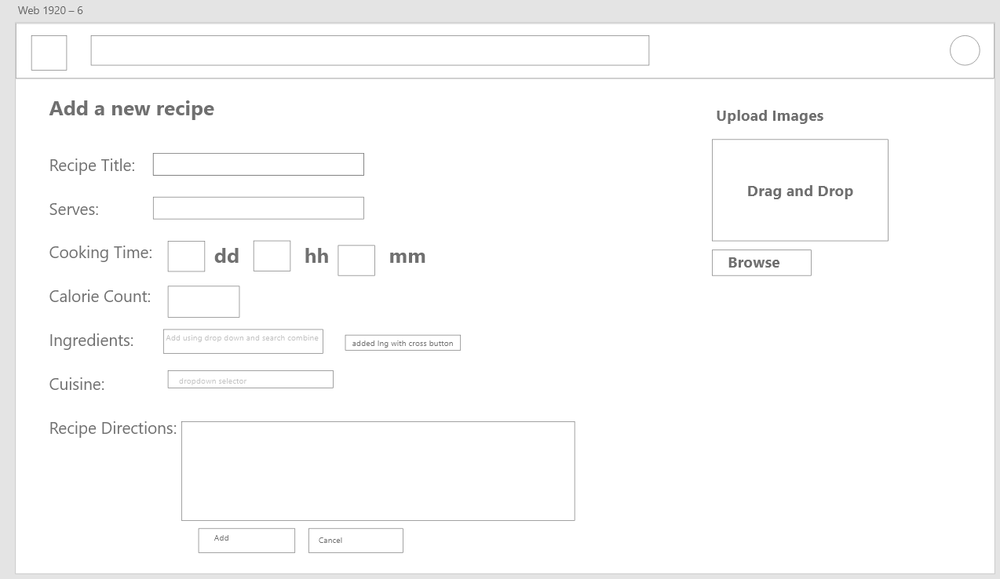 Web 1920 – 6
Add a new recipe
Recipe Title:
Serves:
Cooking Time: dd hh mm
Calorie Count:
Ingredients: Add using drop down and search combine added Ing with cross button
Cuisine: dropdown selector
Recipe Directions:
Add Cancel
Upload Images
Drag and Drop
Browse